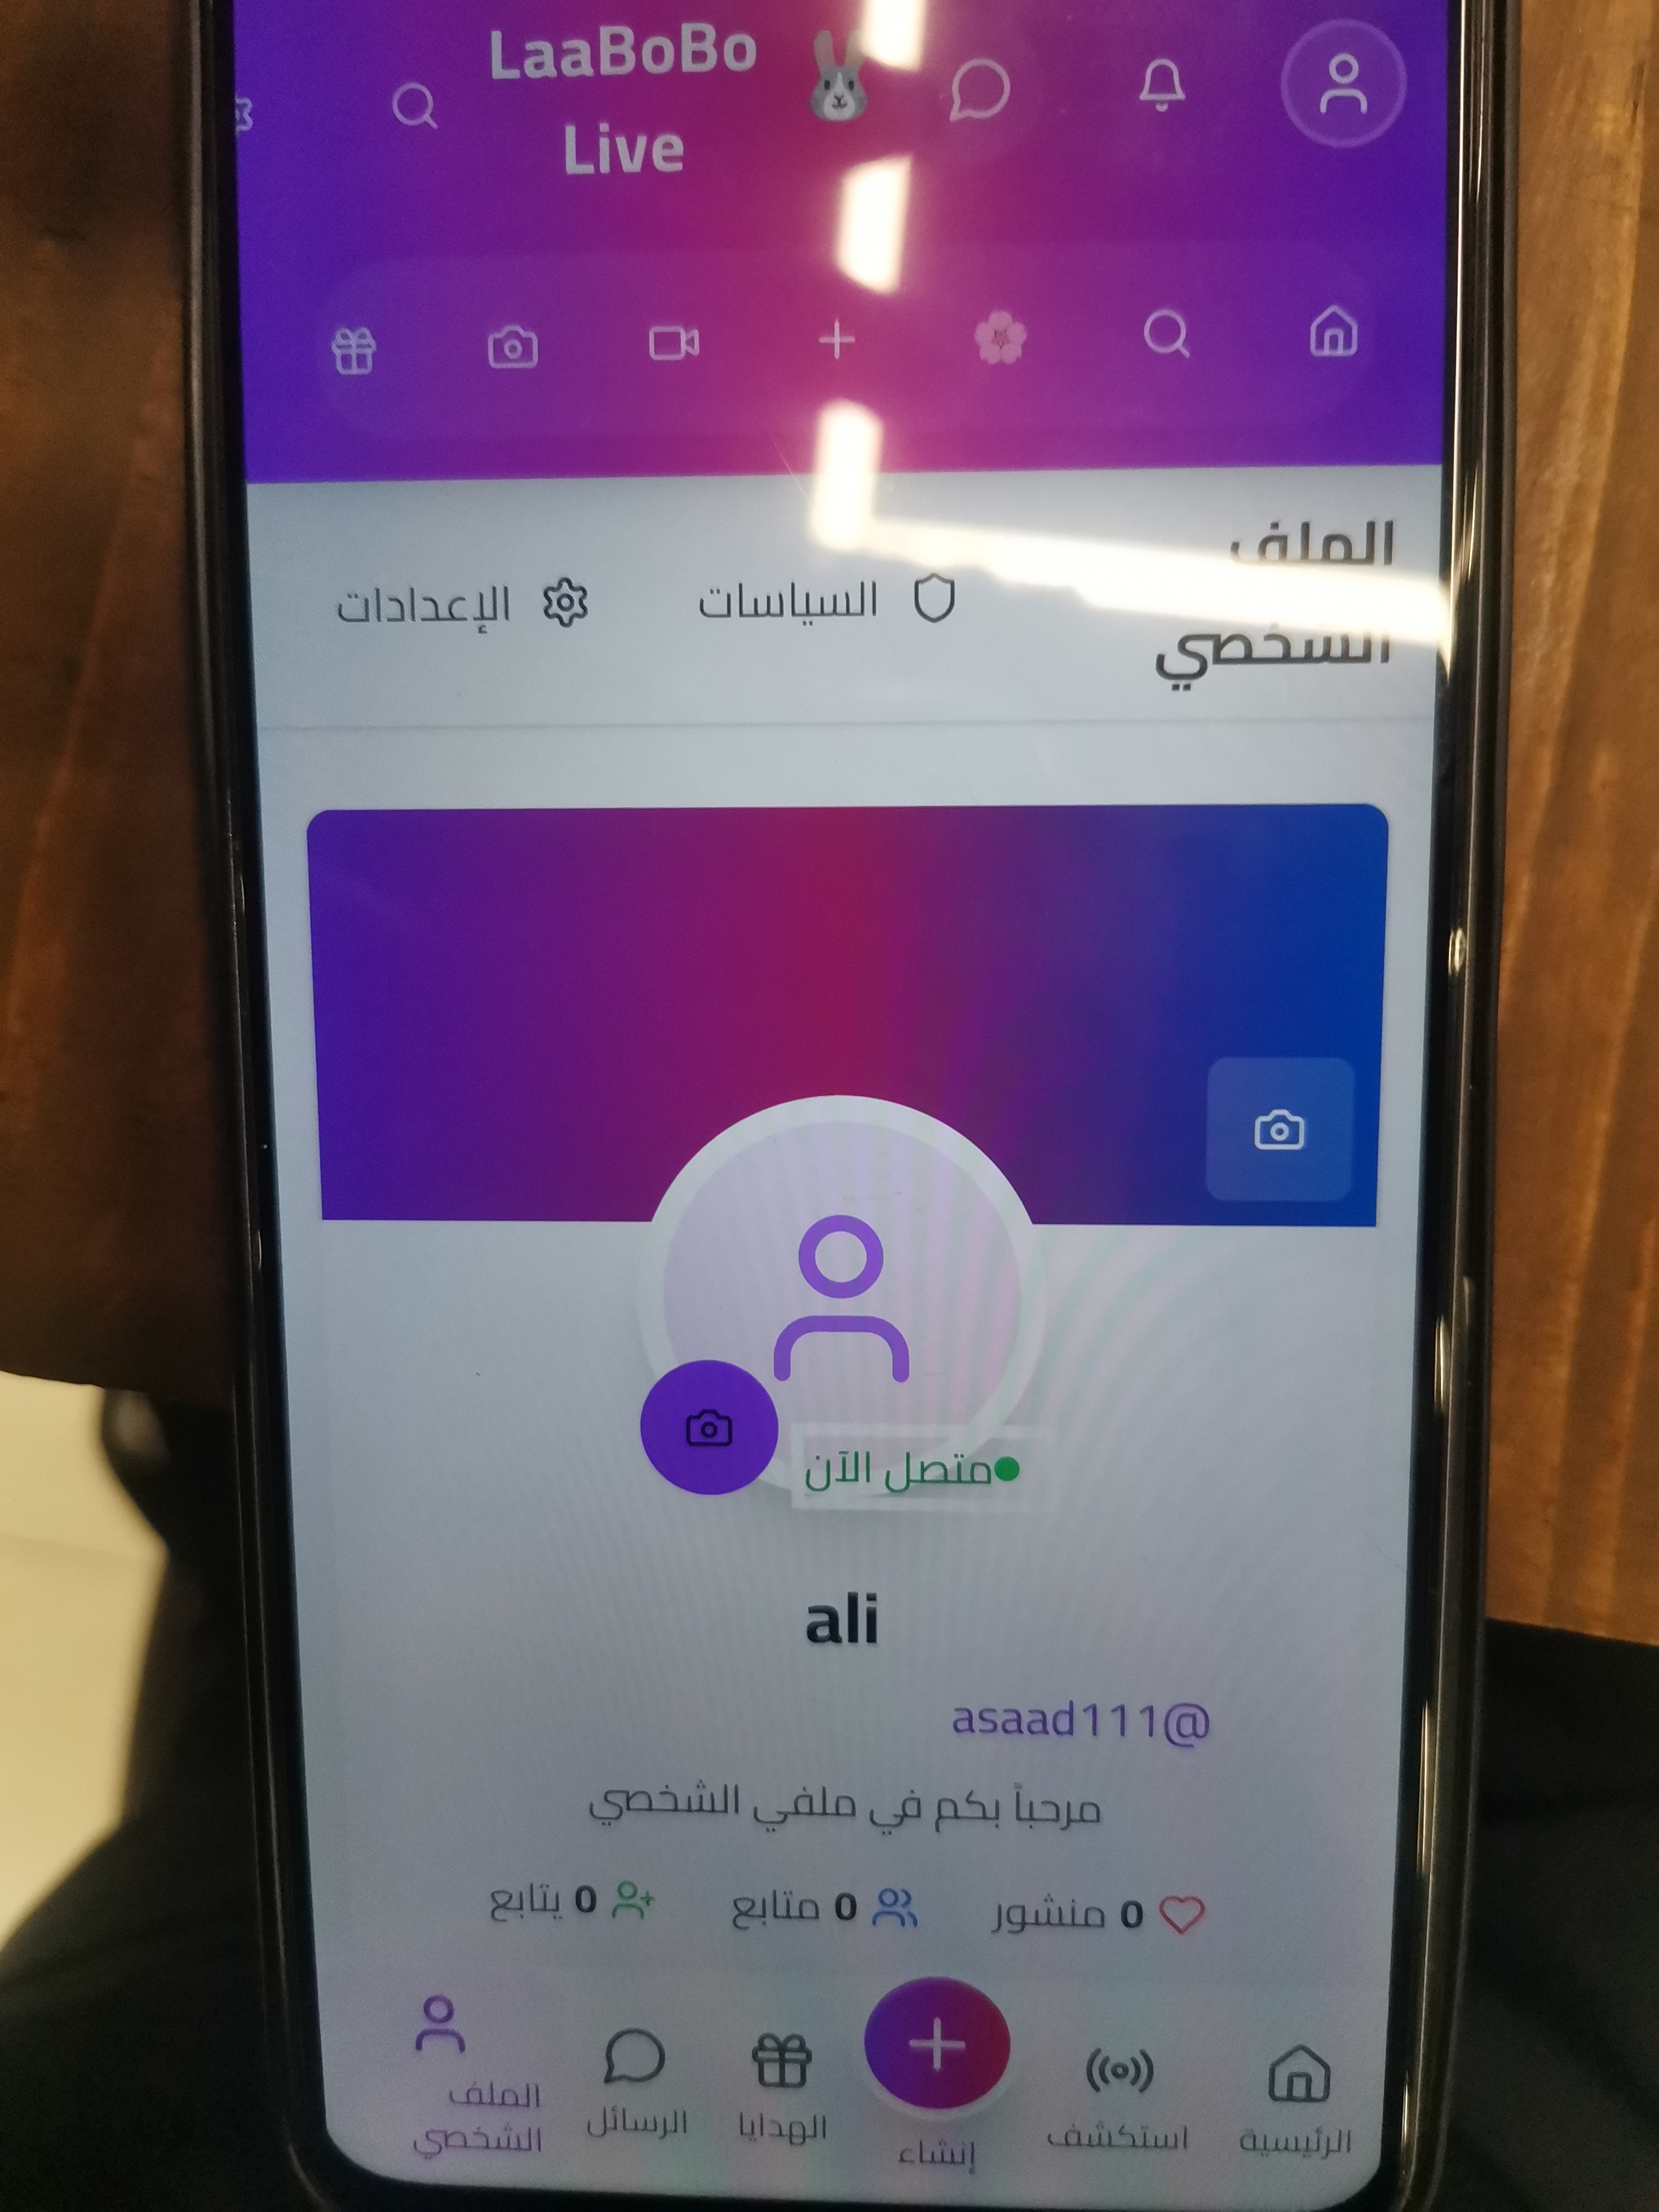 LaaBoBo
Live
الملف
الشخصي
السياسات
الإعدادات
متصل الآن
ali
@asaad111
مرحباً بكم في ملفي الشخصي
0 منشور
0 متابع
0 يتابع
الرئيسية
استكشف
إنشاء
الهدايا
الرسائل
الملف
الشخصي